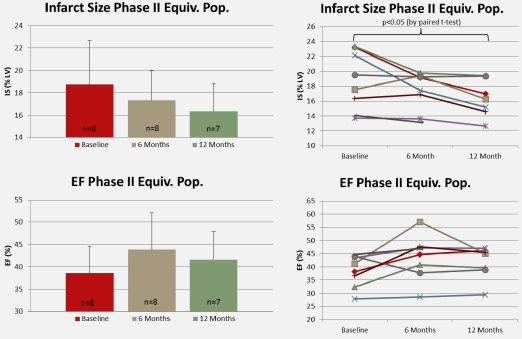 Infarct Size Phase II Equiv. Pop.
IS (% LV)
24
22
20
18
16
14
n=8
n=8
n=7
Baseline
6 Months
12 Months
Infarct Size Phase II Equiv. Pop.
p<0.05 (by paired t-test)
IS (% LV)
26
24
22
20
18
16
14
12
10
Baseline
6 Month
12 Month
EF Phase II Equiv. Pop.
EF (%)
55
50
45
40
35
30
n=8
n=8
n=7
Baseline
6 Months
12 Months
EF Phase II Equiv. Pop.
EF (%)
65
60
55
50
45
40
35
30
25
20
Baseline
6 Months
12 Months